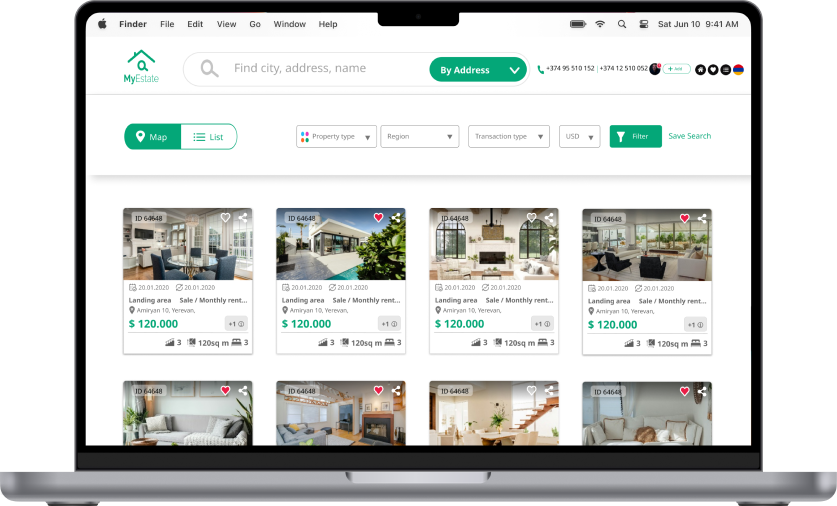 Finder File Edit View Go Window Help Sat Jun 10 9:41 AM
MyEstate
Find city, address, name
By Address
+374 95 510 152 | +374 12 510 052
+ Add
Map
List
Property type
Region
Transaction type
USD
Filter
Save Search
ID 64648
20.01.2020 20.01.2020
Landing area Sale / Monthly rent...
Amiryan 10, Yerevan,
$ 120.000
+1
3 120sq m 3
ID 64648
20.01.2020 20.01.2020
Landing area Sale / Monthly rent...
Amiryan 10, Yerevan,
$ 120.000
+1
3 120sq m 3
ID 64648
20.01.2020 20.01.2020
Landing area Sale / Monthly rent...
Amiryan 10, Yerevan,
$ 120.000
+1
3 120sq m 3
ID 64648
20.01.2020 20.01.2020
Landing area Sale / Monthly rent...
Amiryan 10, Yerevan,
$ 120.000
+1
3 120sq m 3
ID 64648
ID 64648
ID 64648
ID 64648